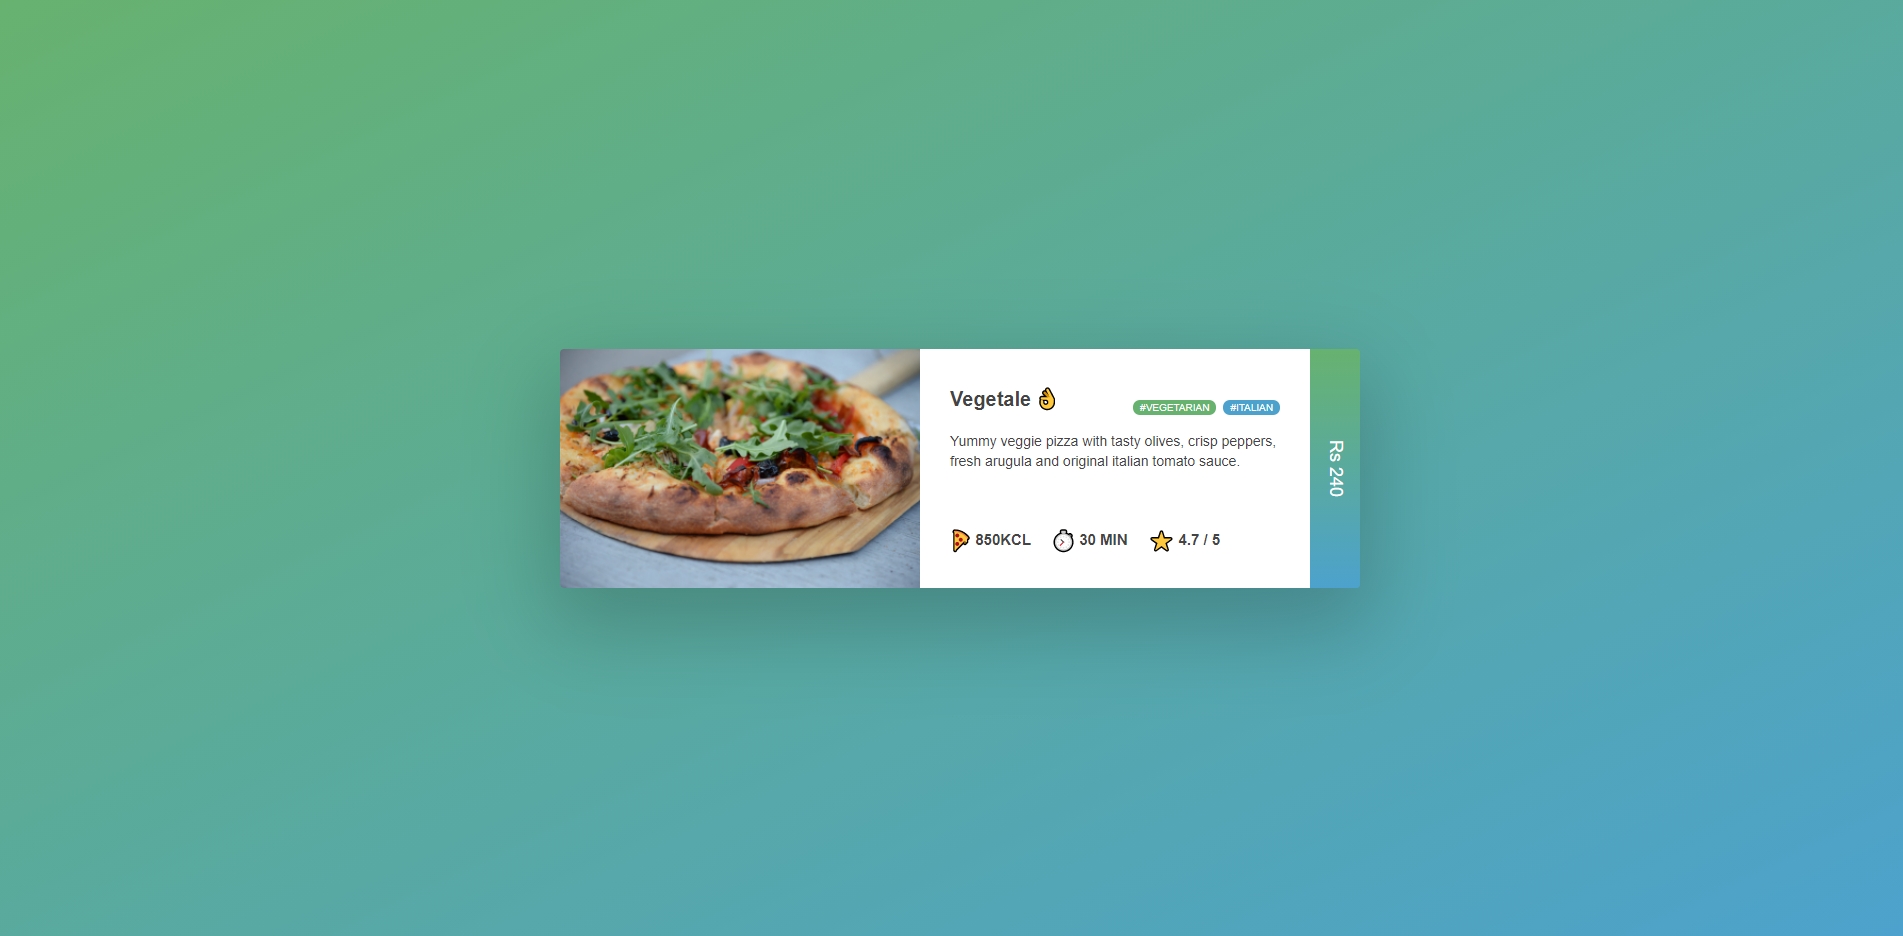 Vegetale 👌
#VEGETARIAN #ITALIAN
Yummy veggie pizza with tasty olives, crisp peppers,
fresh arugula and original italian tomato sauce.
850KCL 30 MIN 4.7 / 5
Rs 240